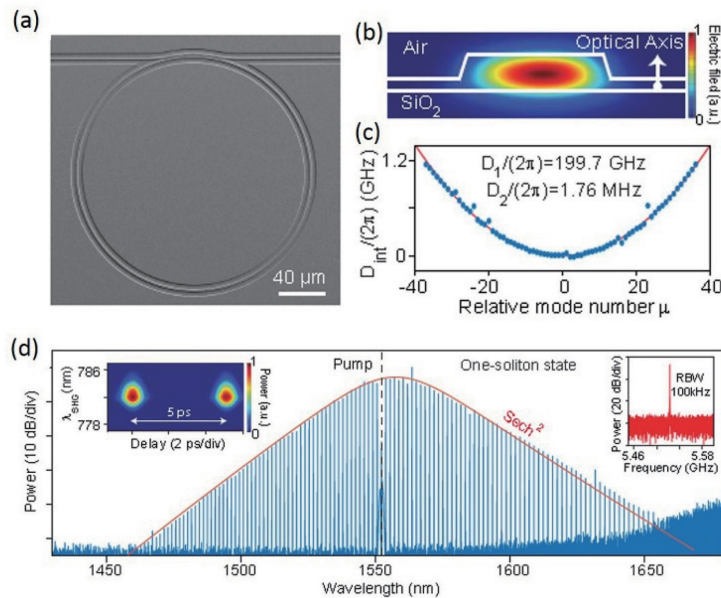 (a)
40 µm
(b)
Air
Optical Axis
SiO2
1
0
Electric filed (a.u.)
(c)
D1/(2π)=199.7 GHz
D2/(2π)=1.76 MHz
1.2
0
Dint/(2π) (GHz)
-40 -20 0 20 40
Relative mode number µ
(d)
786
778
λSHG(nm)
5 ps
Delay (2 ps/div)
1
0
Power (a.u.)
Pump
One-soliton state
Sech2
RBW
100kHz
Power (20 dB/div)
5.46 5.58
Frequency (GHz)
Power (10 dB/div)
1450 1500 1550 1600 1650
Wavelength (nm)